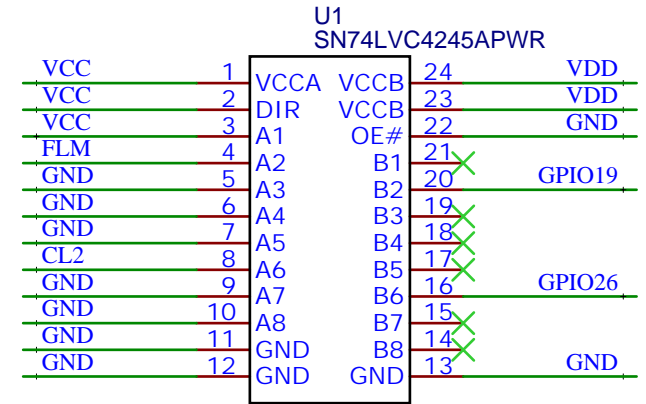 U1
SN74LVC4245APWR
VCC 1 VCCA VCCB 24 VDD
VCC 2 DIR VCCB 23 VDD
VCC 3 A1 OE# 22 GND
FLM 4 A2 B1 21
GND 5 A3 B2 20 GPIO19
GND 6 A4 B3 19
GND 7 A5 B4 18
CL2 8 A6 B5 17
GND 9 A7 B6 16 GPIO26
GND 10 A8 B7 15
GND 11 GND B8 14
GND 12 GND GND 13 GND